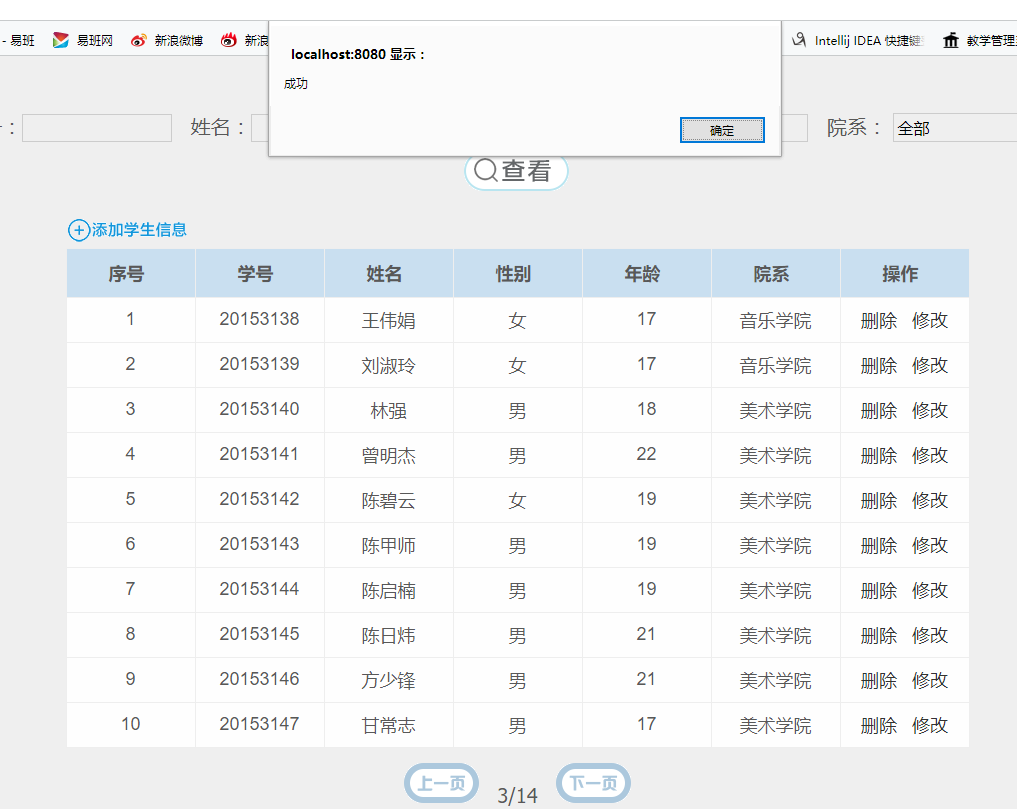 - 易班 易班网 新浪微博 新浪 Intellij IDEA 快捷键 教学管理
localhost:8080 显示：
成功
确定
： 姓名： 院系： 全部
查看
添加学生信息
序号 学号 姓名 性别 年龄 院系 操作
1 20153138 王伟娟 女 17 音乐学院 删除 修改
2 20153139 刘淑玲 女 17 音乐学院 删除 修改
3 20153140 林强 男 18 美术学院 删除 修改
4 20153141 曾明杰 男 22 美术学院 删除 修改
5 20153142 陈碧云 女 19 美术学院 删除 修改
6 20153143 陈甲师 男 19 美术学院 删除 修改
7 20153144 陈启楠 男 19 美术学院 删除 修改
8 20153145 陈日炜 男 21 美术学院 删除 修改
9 20153146 方少锋 男 21 美术学院 删除 修改
10 20153147 甘常志 男 17 美术学院 删除 修改
上一页 3/14 下一页